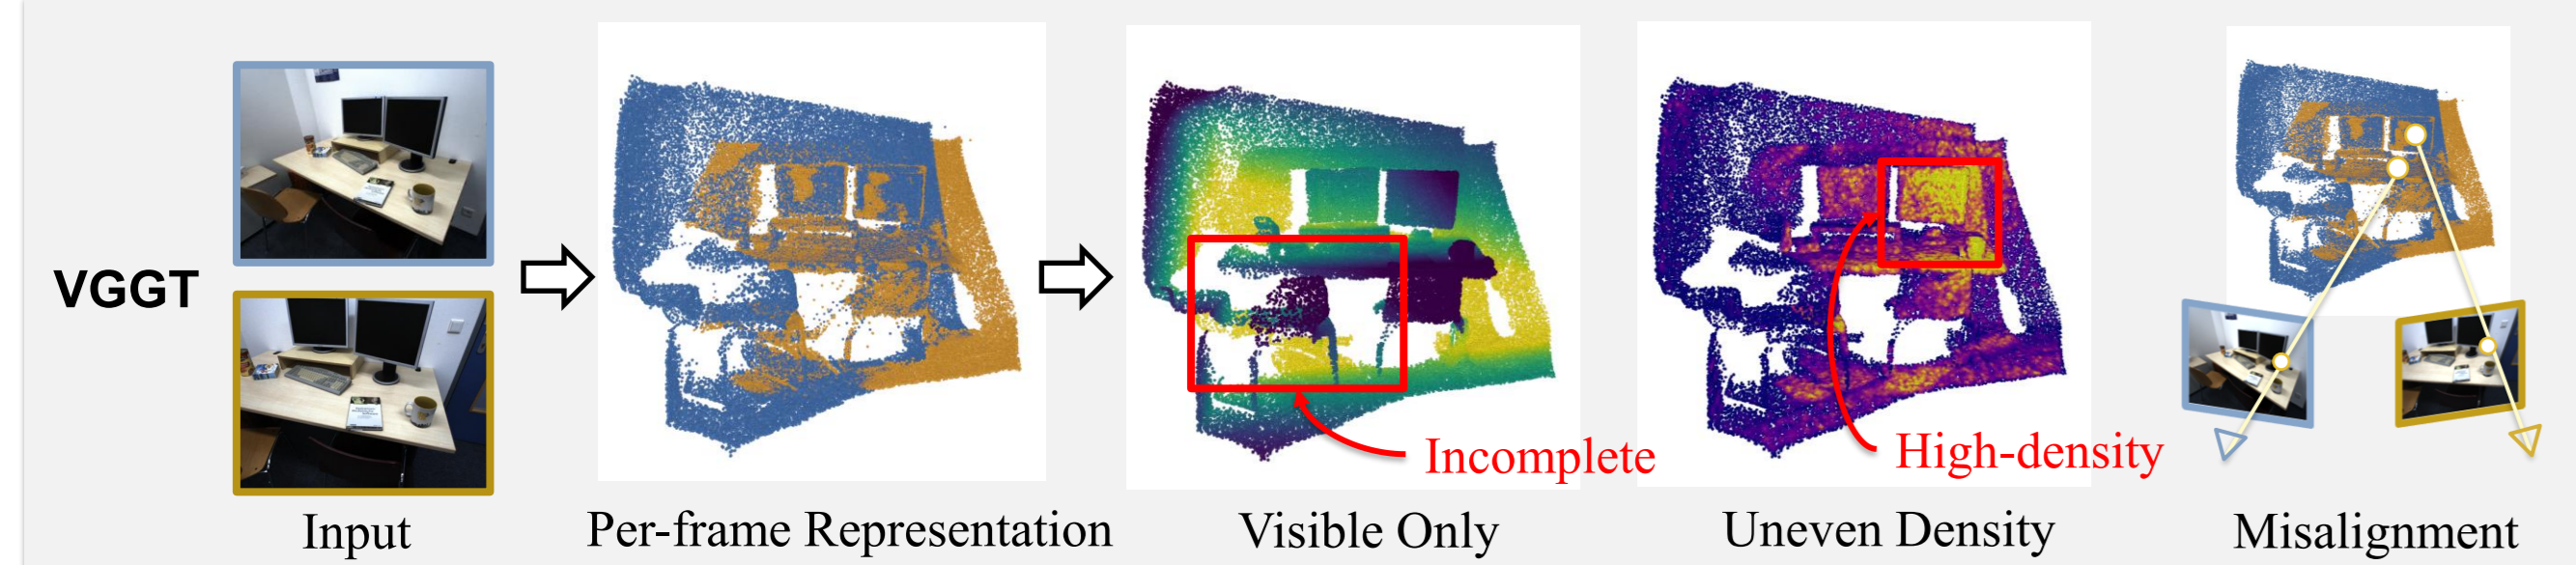 VGGT
Incomplete
High-density
Input
Per-frame Representation
Visible Only
Uneven Density
Misalignment